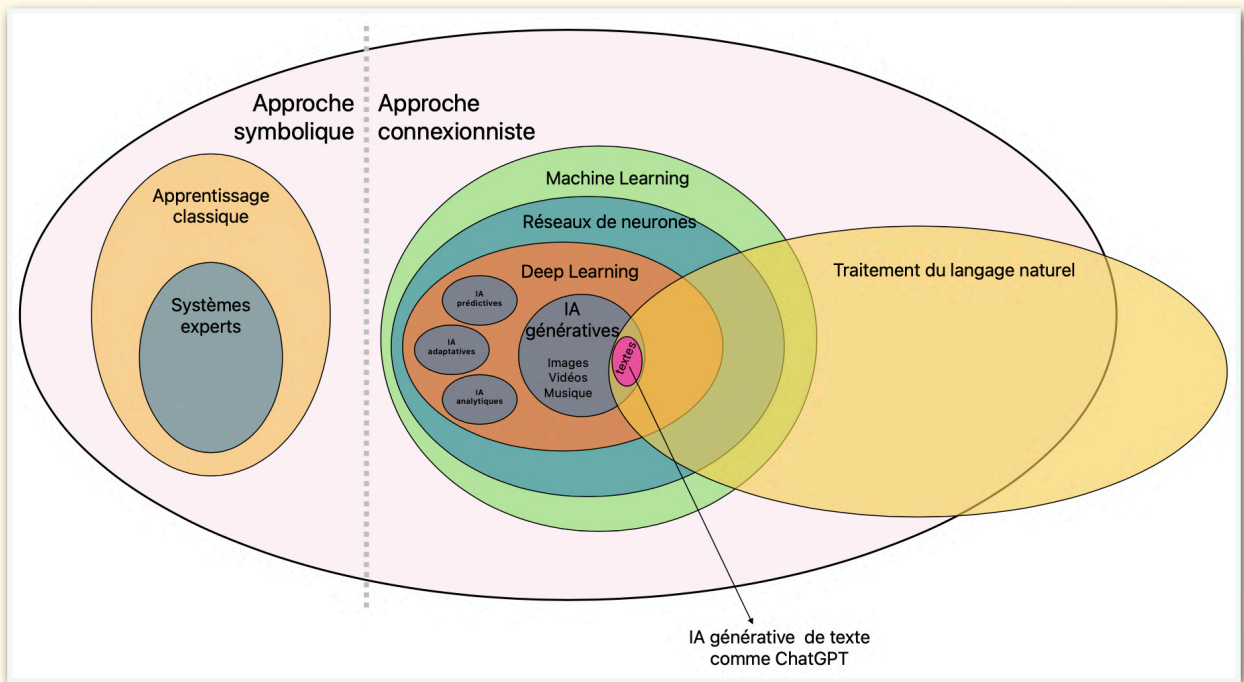 Approche
symbolique
Approche
connexionniste
Apprentissage
classique
Systèmes
experts
Machine Learning
Réseaux de neurones
Deep Learning
IA
prédictives
IA
adaptatives
IA
analytiques
IA
génératives
Images
Vidéos
Musique
textes
Traitement du langage naturel
IA générative de texte
comme ChatGPT